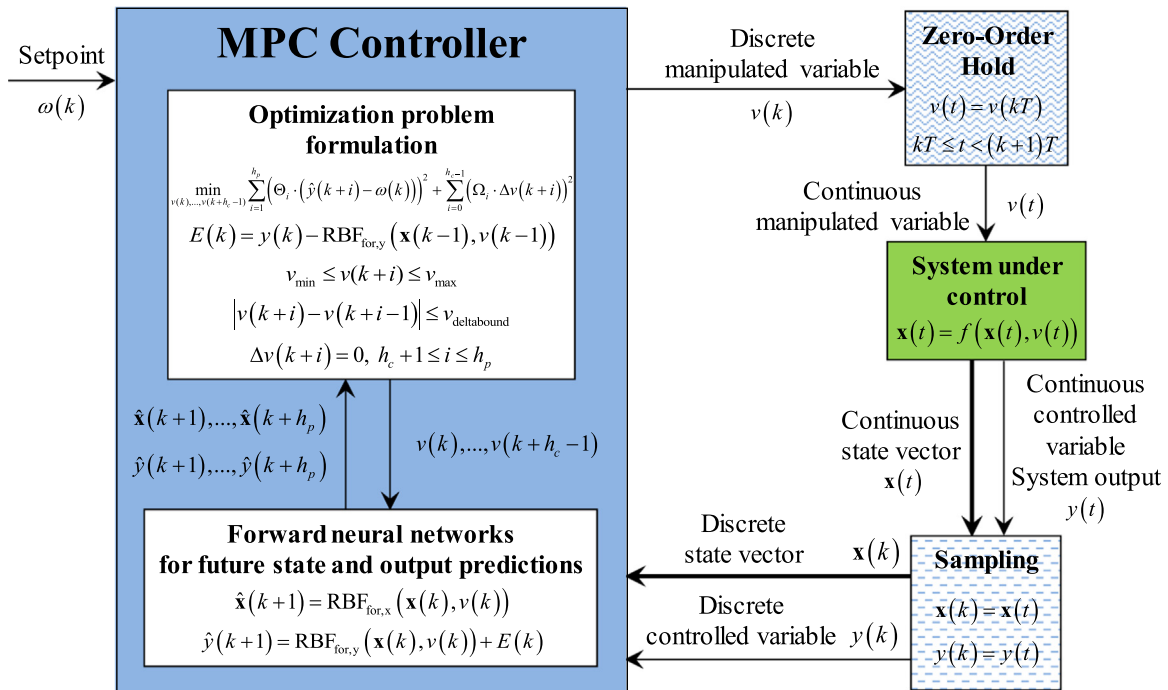 MPC Controller
Setpoint
ω(k)
Optimization problem
formulation
min_{v(k),...,v(k+h_c−1)} ∑_{i=1}^{h_p} (Θ_i · (ŷ(k+i) − ω(k)))² + ∑_{i=0}^{h_c−1} (Ω_i · Δv(k+i))²
E(k) = y(k) − RBF_{for,y}(𝐱(k−1), v(k−1))
v_min ≤ v(k+i) ≤ v_max
|v(k+i) − v(k+i−1)| ≤ v_deltabound
Δv(k+i) = 0, h_c + 1 ≤ i ≤ h_p
𝐱̂(k+1),...,𝐱̂(k+h_p)
ŷ(k+1),...,ŷ(k+h_p)
v(k),...,v(k+h_c−1)
Forward neural networks
for future state and output predictions
𝐱̂(k+1) = RBF_{for,x}(𝐱(k), v(k))
ŷ(k+1) = RBF_{for,y}(𝐱(k), v(k)) + E(k)
Discrete
manipulated variable
v(k)
Zero-Order
Hold
v(t) = v(kT)
kT ≤ t < (k+1)T
Continuous
manipulated variable
v(t)
System under
control
𝐱(t) = f(𝐱(t), v(t))
Continuous
state vector
𝐱(t)
Continuous
controlled
variable
System output
y(t)
Sampling
𝐱(k) = 𝐱(t)
y(k) = y(t)
Discrete
state vector
𝐱(k)
Discrete
controlled variable
y(k)